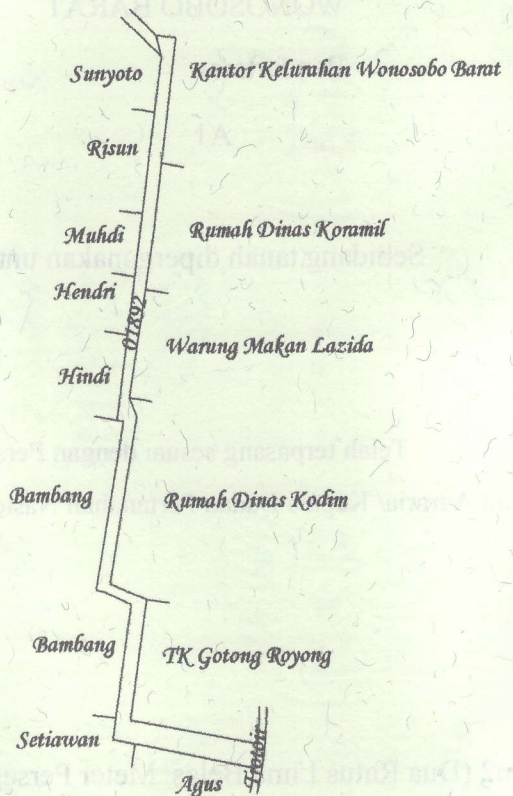 Sunyoto Kantor Kelurahan Wonosobo Barat
Risun
Muhdi Rumah Dinas Koramil
Hendri
01892
Warung Makan Lazida
Hindi
Bambang Rumah Dinas Kodim
Bambang TK Gotong Royong
Setiawan
Agus